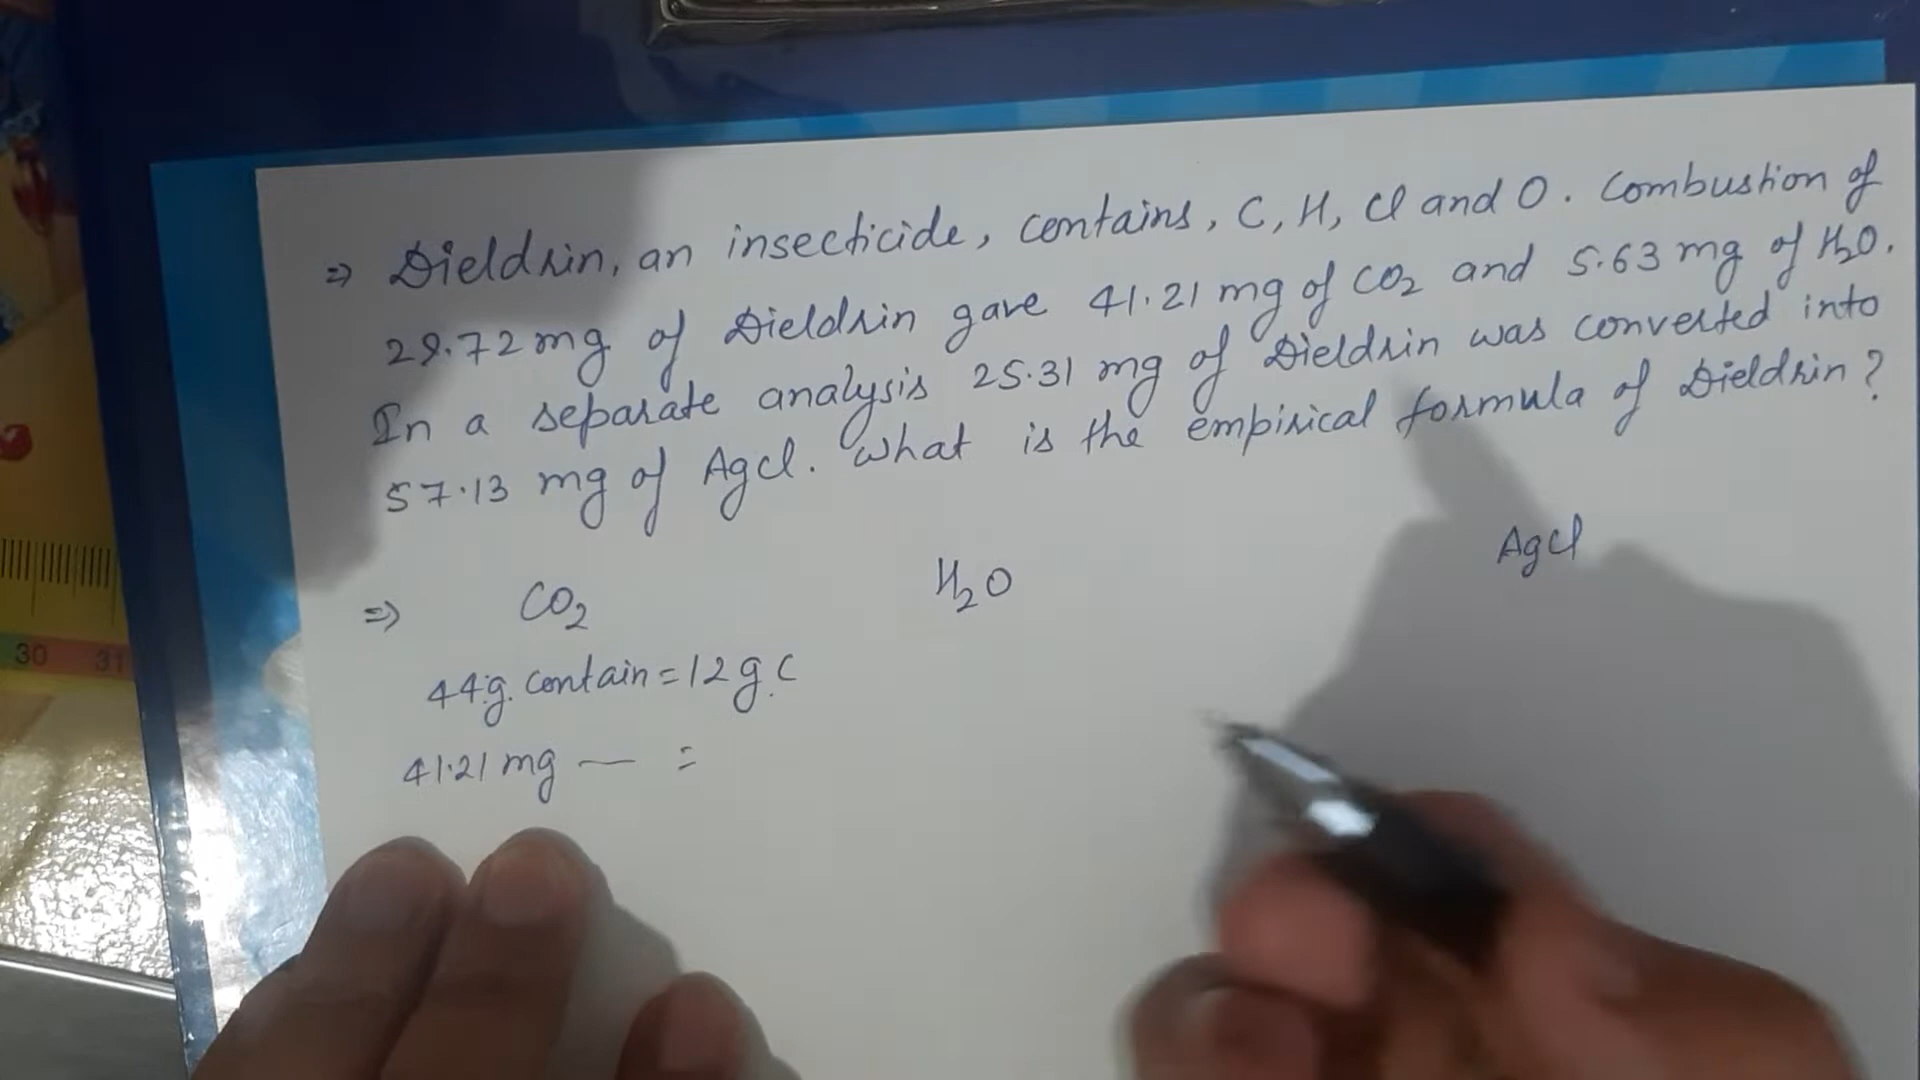 ⇒ Dieldrin, an insecticide, contains, C, H, Cl and O. Combustion of
29.72 mg of Dieldrin gave 41.21 mg of CO₂ and 5.63 mg of H₂O.
In a separate analysis 25.31 mg of Dieldrin was converted into
57.13 mg of AgCl. What is the empirical formula of Dieldrin?
⇒ CO₂ H₂O AgCl
44g. contain = 12 g. C
41.21 mg — =
30 31